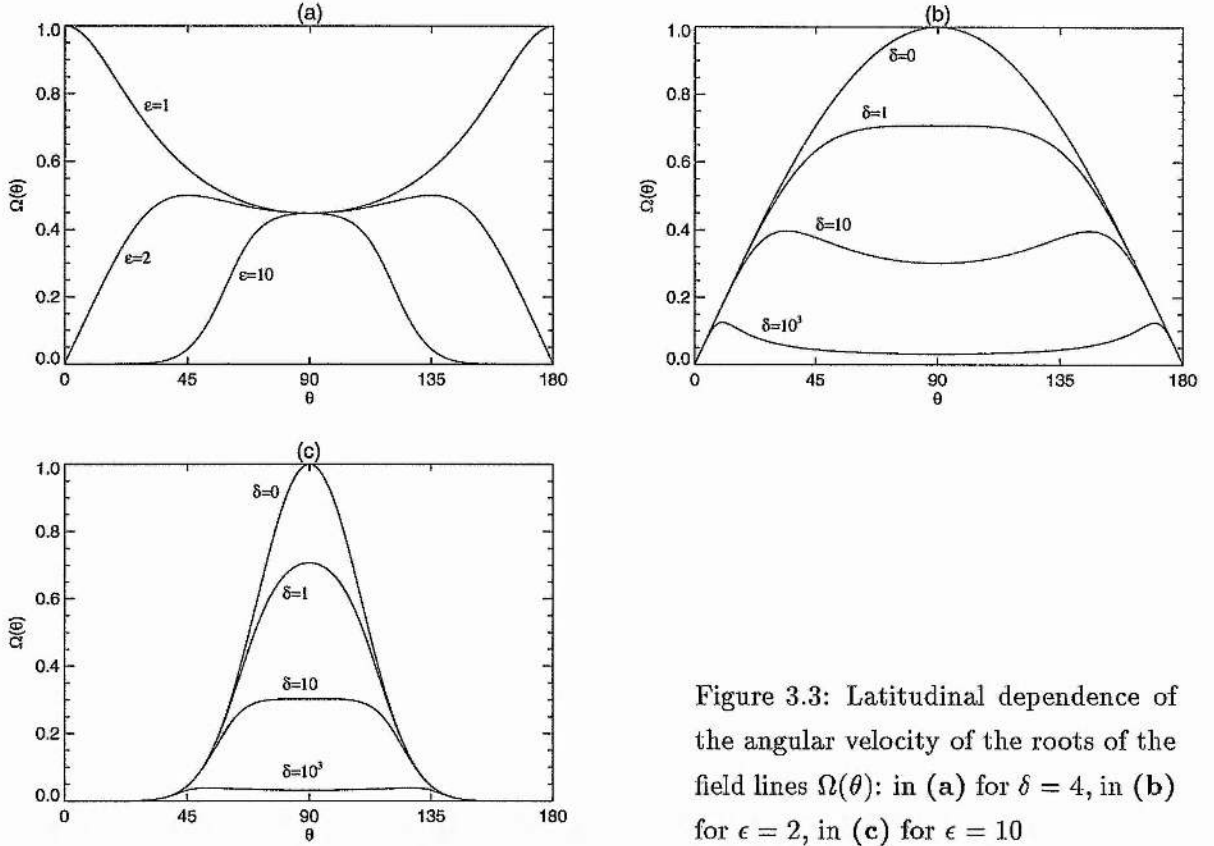 (a)
1.0
0.8
0.6
0.4
0.2
0.0
Ω(θ)
ε=1
ε=2
ε=10
0 45 90 135 180
θ
(b)
1.0
0.8
0.6
0.4
0.2
0.0
Ω(θ)
δ=0
δ=1
δ=10
δ=10³
0 45 90 135 180
θ
(c)
1.0
0.8
0.6
0.4
0.2
0.0
Ω(θ)
δ=0
δ=1
δ=10
δ=10³
0 45 90 135 180
θ
Figure 3.3: Latitudinal dependence of
the angular velocity of the roots of the
field lines Ω(θ): in (a) for δ = 4, in (b)
for ϵ = 2, in (c) for ϵ = 10